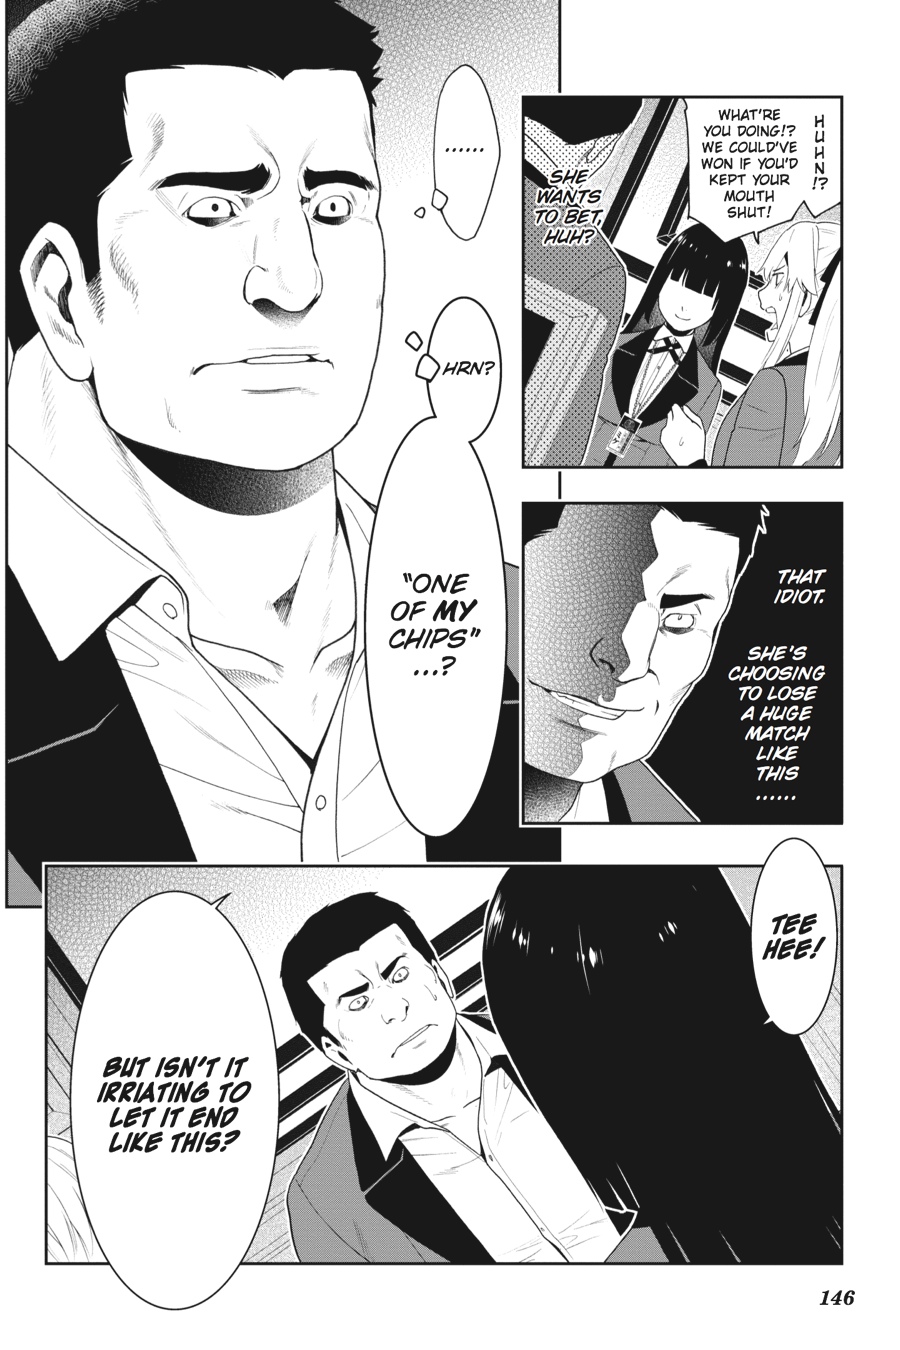 HUHN!?
WHAT'RE
YOU DOING!?
WE COULD'VE
WON IF YOU'D
KEPT YOUR
MOUTH
SHUT!
SHE
WANTS
TO BET,
HUH?
THAT
IDIOT.
SHE'S
CHOOSING
TO LOSE
A HUGE
MATCH
LIKE
THIS
......
......
HRN?
"ONE
OF MY
CHIPS"
...?
TEE
HEE!
BUT ISN'T IT
IRRIATING TO
LET IT END
LIKE THIS?
146